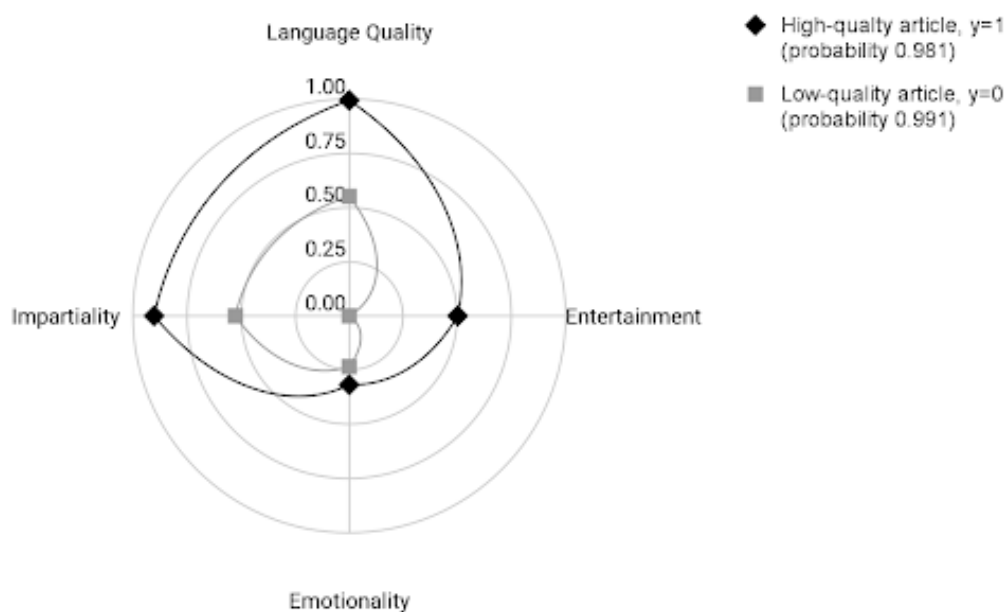 Language Quality
1.00
0.75
0.50
0.25
0.00
Impartiality
Entertainment
Emotionality
High-qualty article, y=1
(probability 0.981)
Low-quality article, y=0
(probability 0.991)